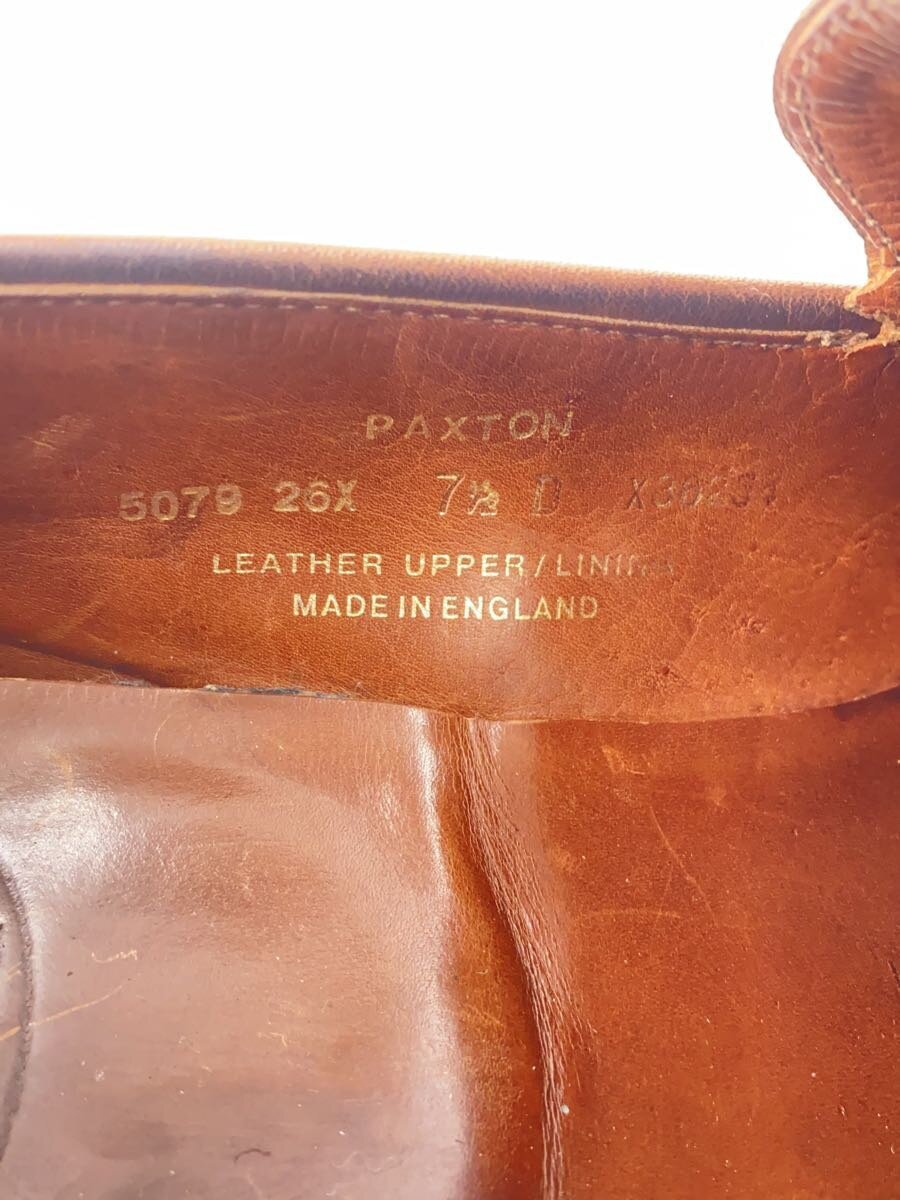 PAXTON
5079 26X 7½ D
LEATHER UPPER/LINING
MADE IN ENGLAND